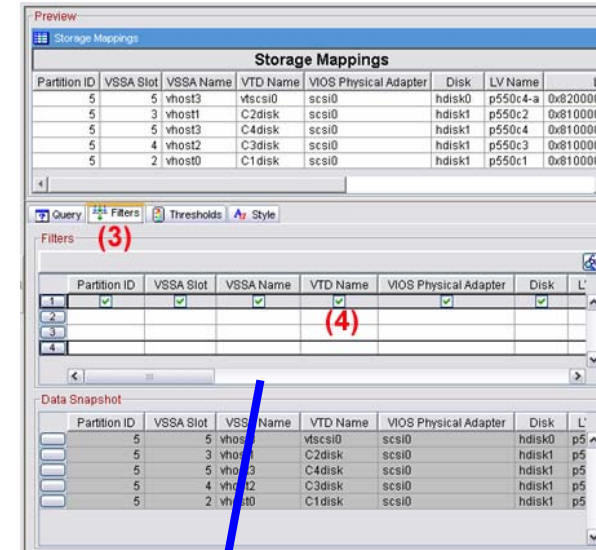 Preview
Storage Mappings
Storage Mappings
Partition ID VSSA Slot VSSA Name VTD Name VIOS Physical Adapter Disk LV Name L
5 5 vhost3 vtscsi0 scsi0 hdisk0 p550c4-a 0x820000
5 3 vhost1 C2disk scsi0 hdisk1 p550c2 0x810000
5 5 vhost3 C4disk scsi0 hdisk1 p550c4 0x810000
5 4 vhost2 C3disk scsi0 hdisk1 p550c3 0x810000
5 2 vhost0 C1disk scsi0 hdisk1 p550c1 0x810000
Query Filters Thresholds Style
(3)
Filters
Partition ID VSSA Slot VSSA Name VTD Name VIOS Physical Adapter Disk L'
1
2
(4)
3
4
Data Snapshot
Partition ID VSSA Slot Name VTD Name VIOS Physical Adapter Disk L'
5 5 vtscsi0 scsi0 hdisk0 p5
5 3 C2disk scsi0 hdisk1 p5
5 5 C4disk scsi0 hdisk1 p5
5 4 C3disk scsi0 hdisk1 p5
5 2 C1disk scsi0 hdisk1 p5